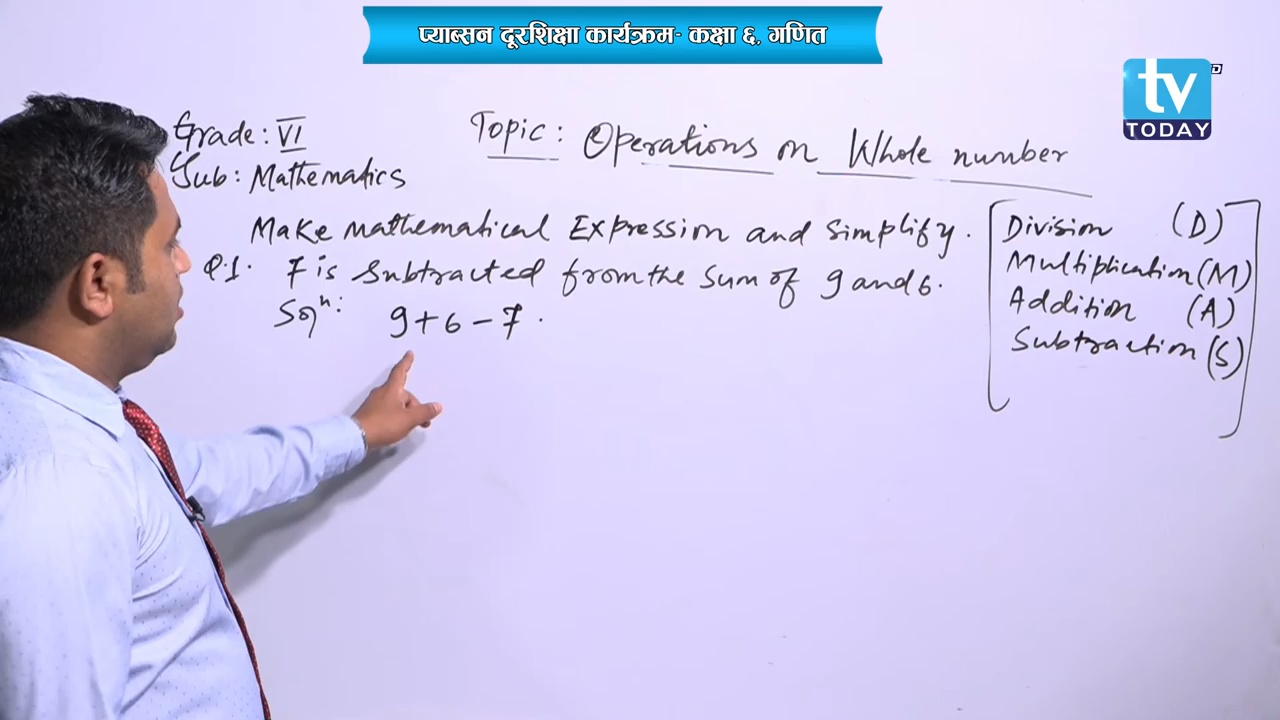 प्याब्सन दूरशिक्षा कार्यक्रम- कक्षा ६, गणित
tv
TODAY
Grade: VI
Sub: Mathematics
Topic: Operations on Whole number
Make mathematical Expression and simplify.
Q.1. 7 is subtracted from the sum of 9 and 6.
Solⁿ: 9+6-7.
Division (D)
Multiplication (M)
Addition (A)
Subtraction (S)